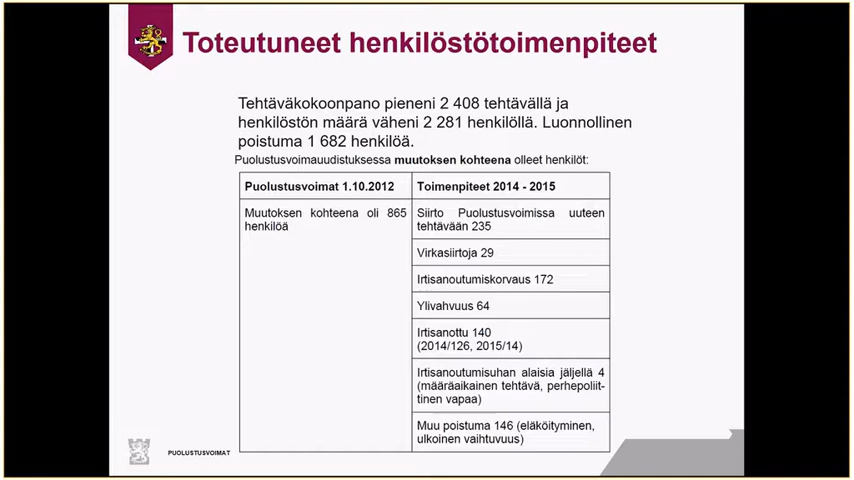 Toteutuneet henkilöstötoimenpiteet
Tehtäväkokoonpano pieneni 2 408 tehtävällä ja
henkilöstön määrä väheni 2 281 henkilöllä. Luonnollinen
poistuma 1 682 henkilöä.
Puolustusvoimauudistuksessa muutoksen kohteena olleet henkilöt:
Puolustusvoimat 1.10.2012
Toimenpiteet 2014 - 2015
Muutoksen kohteena oli 865
henkilöä
Siirto Puolustusvoimissa uuteen
tehtävään 235
Virkasiirtoja 29
Irtisanoutumiskorvaus 172
Ylivahvuus 64
Irtisanottu 140
(2014/126, 2015/14)
Irtisanoutumisuhan alaisia jäljellä 4
(määräaikainen tehtävä, perhepoliit-
tinen vapaa)
Muu poistuma 146 (eläköityminen,
ulkoinen vaihtuvuus)
PUOLUSTUSVOIMAT